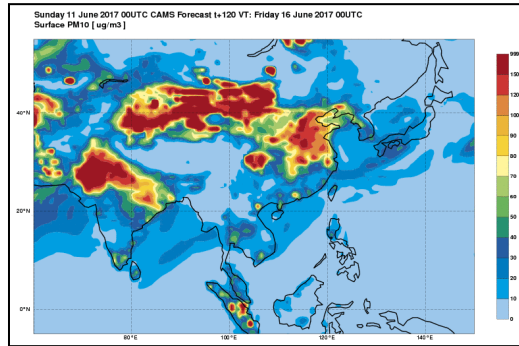 Sunday 11 June 2017 00UTC CAMS Forecast t+120 VT: Friday 16 June 2017 00UTC
Surface PM10 [ ug/m3 ]
40°N
20°N
0°N
80°E
100°E
120°E
140°E
150
120
100
90
80
70
60
50
40
30
20
10
0